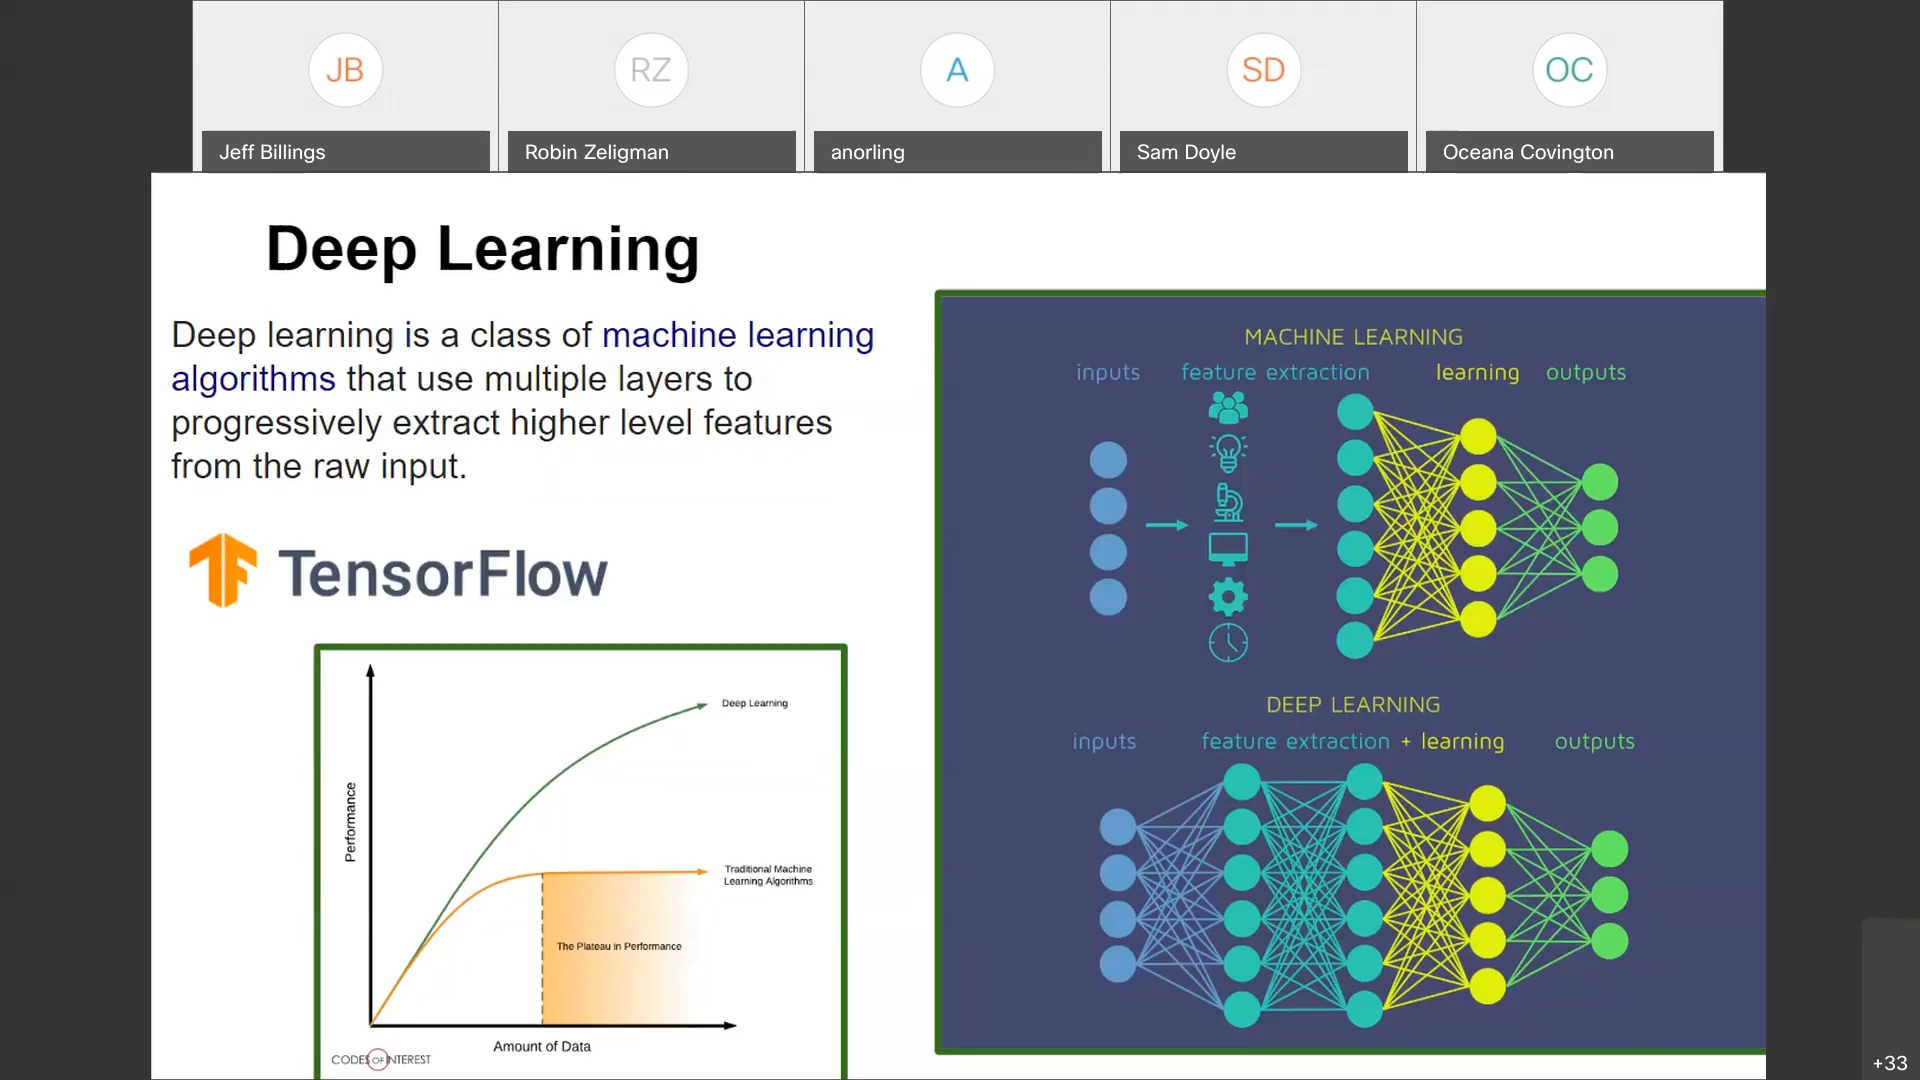 JB
RZ
A
SD
OC
Jeff Billings
Robin Zeligman
anorling
Sam Doyle
Oceana Covington
Deep Learning
Deep learning is a class of machine learning
algorithms that use multiple layers to
progressively extract higher level features
from the raw input.
TensorFlow
Performance
Deep Learning
Traditional Machine
Learning Algorithms
The Plateau in Performance
Amount of Data
CODES OF INTEREST
MACHINE LEARNING
inputs feature extraction learning outputs
DEEP LEARNING
inputs feature extraction + learning outputs
+33